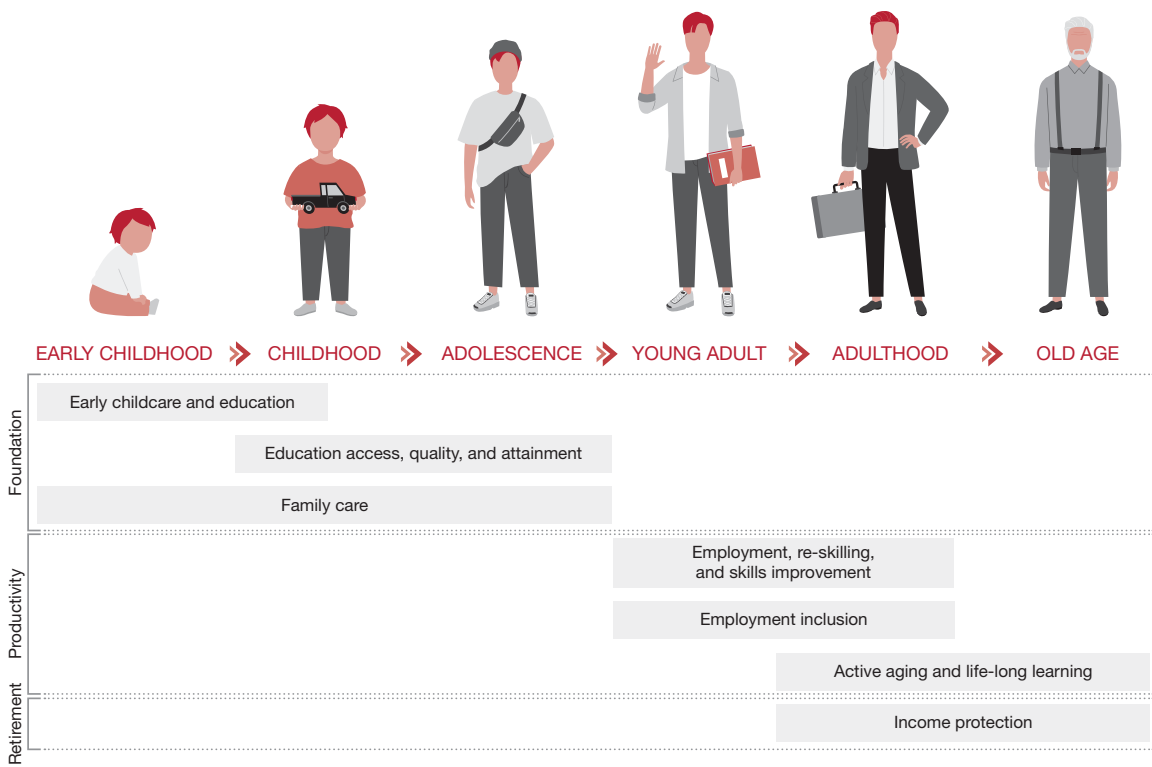 EARLY CHILDHOOD
CHILDHOOD
ADOLESCENCE
YOUNG ADULT
ADULTHOOD
OLD AGE
Foundation
Early childcare and education
Education access, quality, and attainment
Family care
Productivity
Employment, re-skilling,
and skills improvement
Employment inclusion
Active aging and life-long learning
Retirement
Income protection